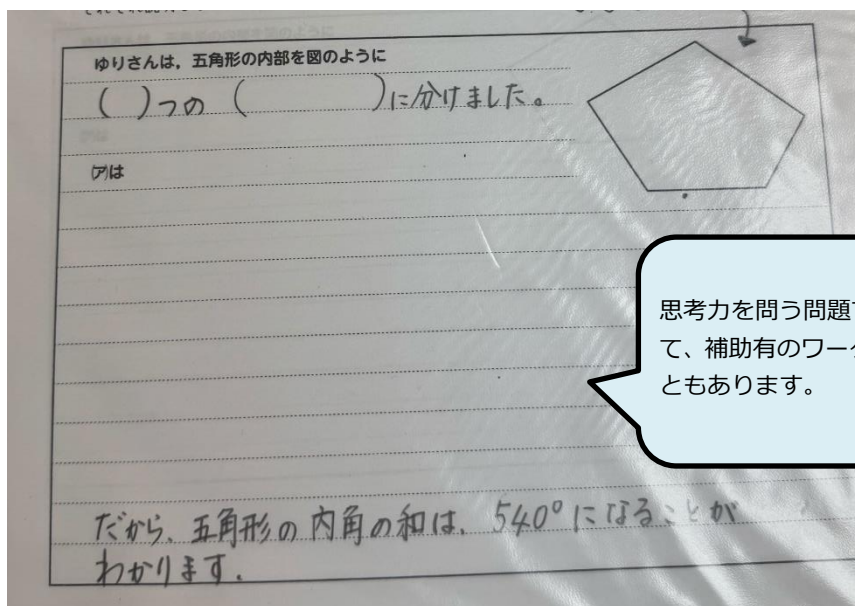 ゆりさんは,五角形の内部を図のように
( )つの( )に分けました。
(ア)は
思考力を問う問題
て、補助有のワー
ともあります。
だから、五角形の内角の和は、540°になることが
わかります.